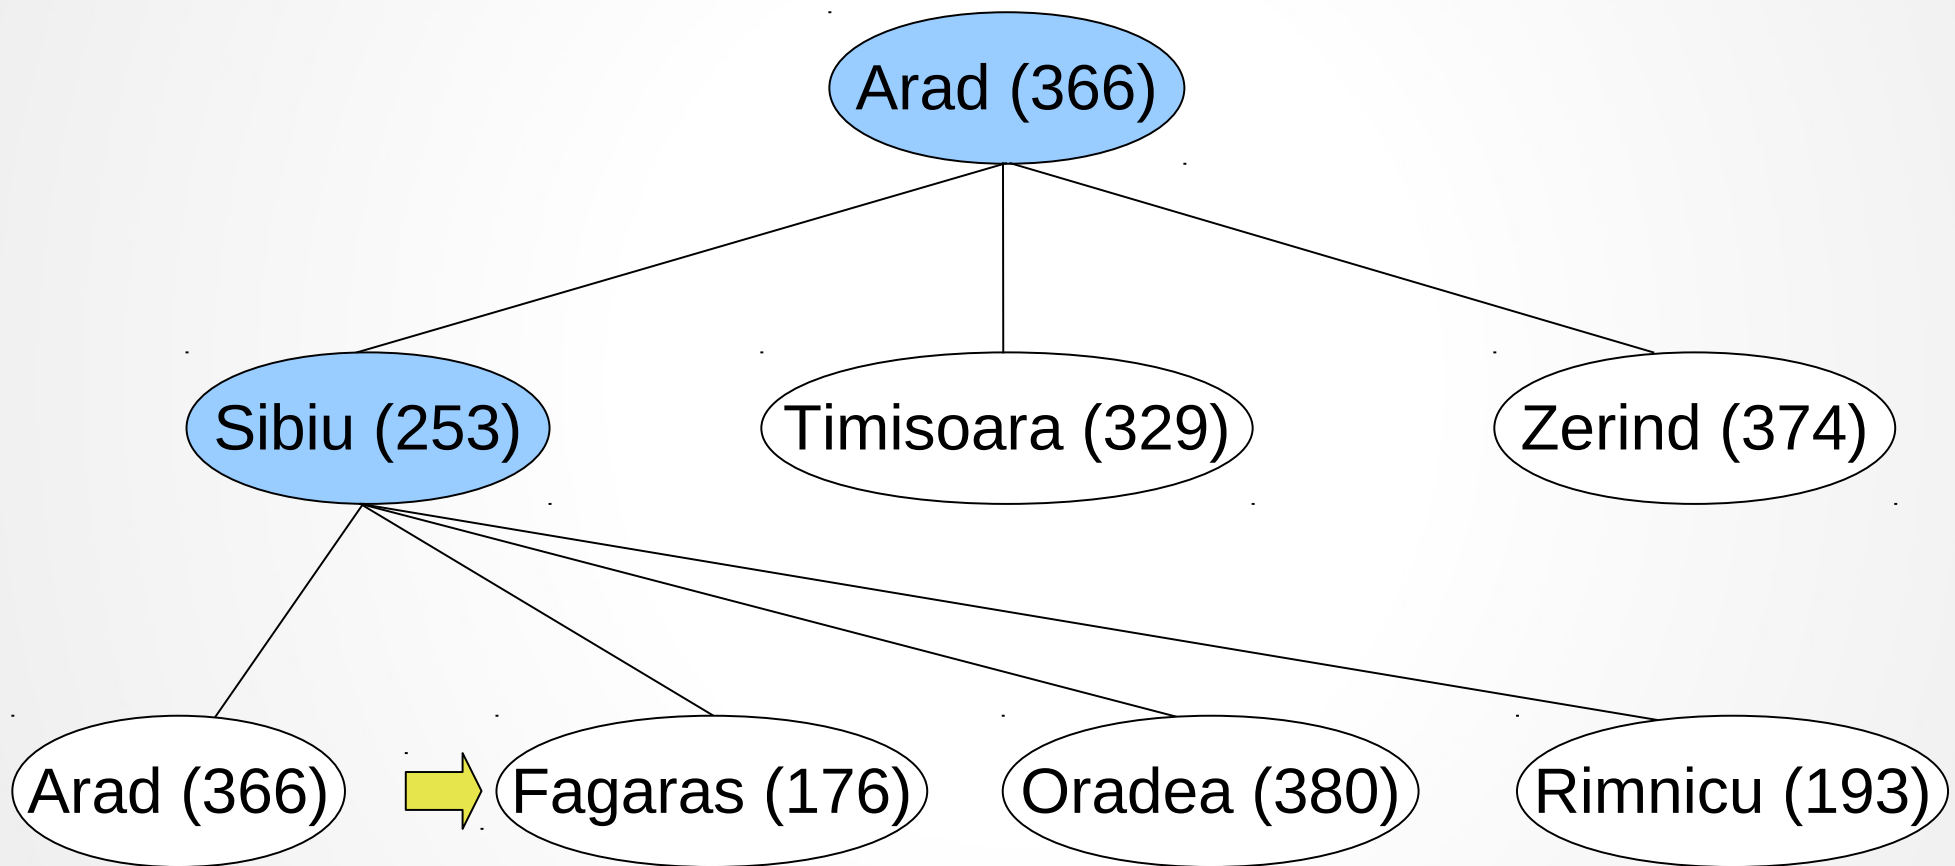 Arad (366)
Sibiu (253)
Timisoara (329)
Zerind (374)
Arad (366)
Fagaras (176)
Oradea (380)
Rimnicu (193)